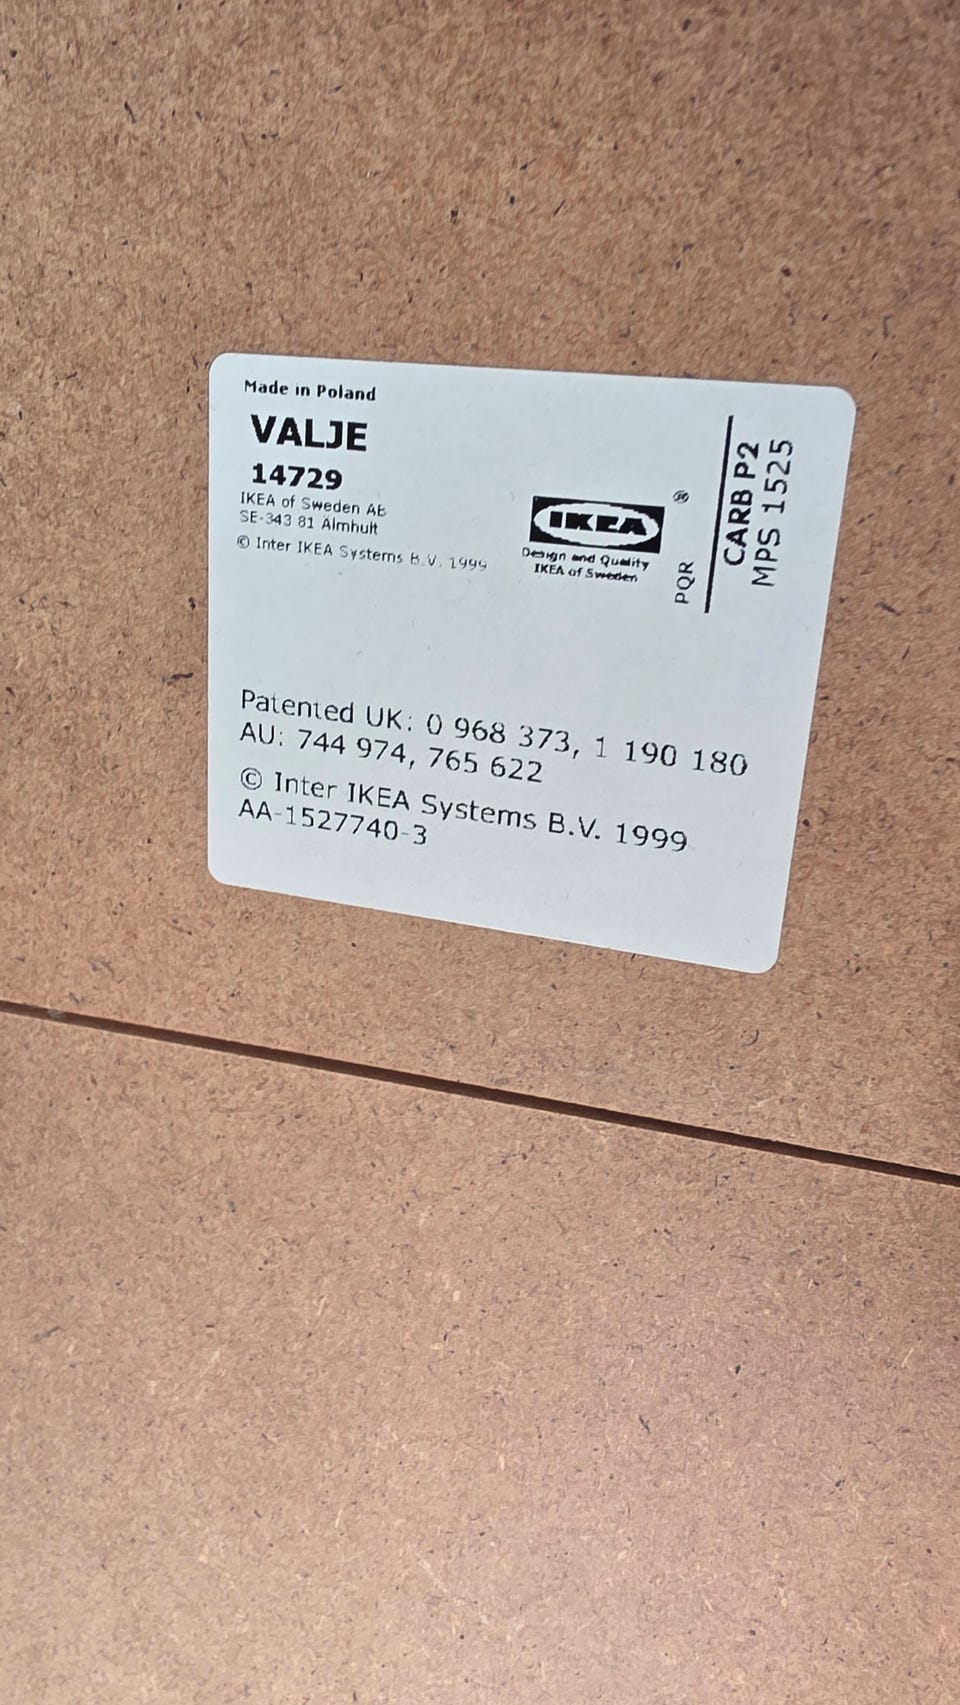 Made in Poland
VALJE
14729
IKEA of Sweden AB
SE-343 81 Älmhult
© Inter IKEA Systems B.V. 1999
IKEA
®
Design and Quality
IKEA of Sweden
PQR
CARB P2
MPS 1525
Patented UK: 0 968 373, 1 190 180
AU: 744 974, 765 622
© Inter IKEA Systems B.V. 1999
AA-1527740-3